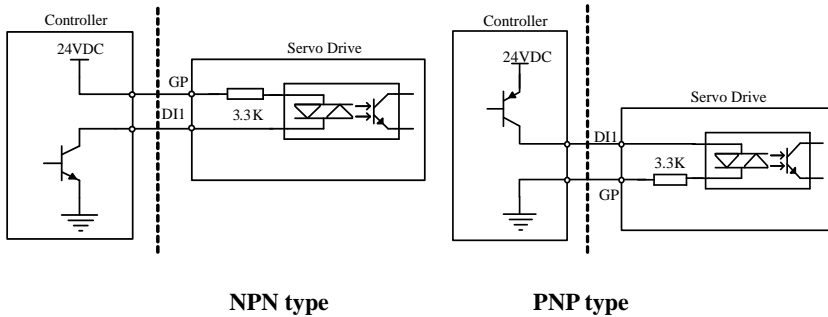 Controller
24VDC
Servo Drive
GP
3.3K
DI1
NPN type
Controller
24VDC
Servo Drive
DI1
3.3K
GP
PNP type